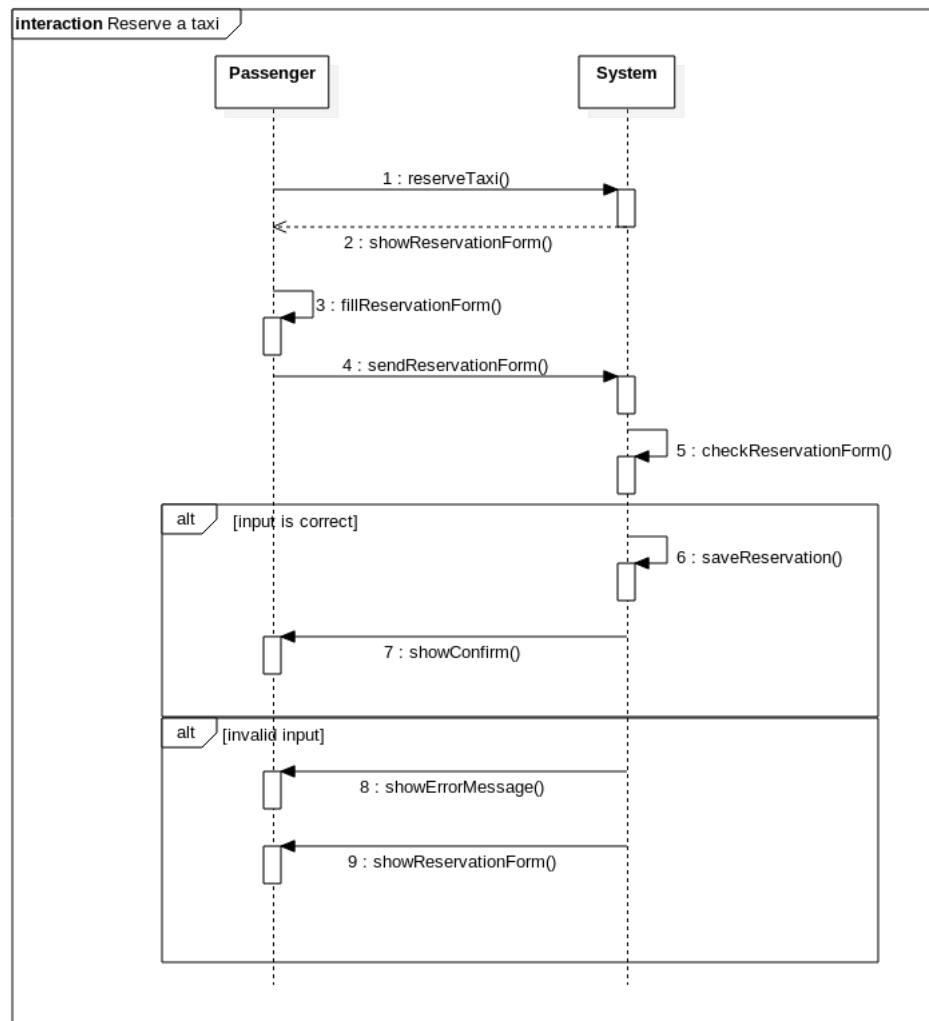 interaction Reserve a taxi
Passenger
System
1 : reserveTaxi()
2 : showReservationForm()
3 : fillReservationForm()
4 : sendReservationForm()
5 : checkReservationForm()
alt
[input is correct]
6 : saveReservation()
7 : showConfirm()
alt
[invalid input]
8 : showErrorMessage()
9 : showReservationForm()